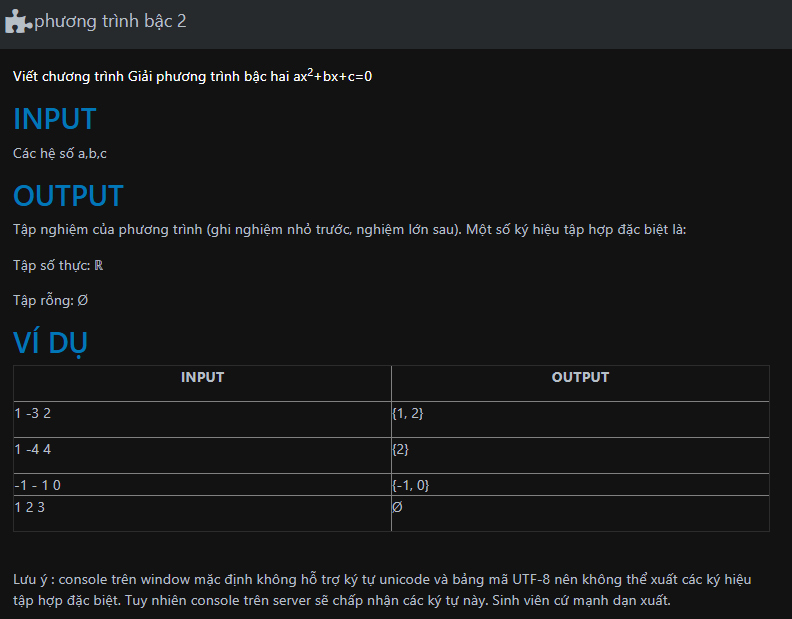 phương trình bậc 2
Viết chương trình Giải phương trình bậc hai ax²+bx+c=0
INPUT
Các hệ số a,b,c
OUTPUT
Tập nghiệm của phương trình (ghi nghiệm nhỏ trước, nghiệm lớn sau). Một số ký hiệu tập hợp đặc biệt là:
Tập số thực: ℝ
Tập rỗng: Ø
VÍ DỤ
INPUT OUTPUT
1 -3 2 {1, 2}
1 -4 4 {2}
-1 - 1 0 {-1, 0}
1 2 3 Ø
Lưu ý : console trên window mặc định không hỗ trợ ký tự unicode và bảng mã UTF-8 nên không thể xuất các ký hiệu
tập hợp đặc biệt. Tuy nhiên console trên server sẽ chấp nhận các ký tự này. Sinh viên cứ mạnh dạn xuất.